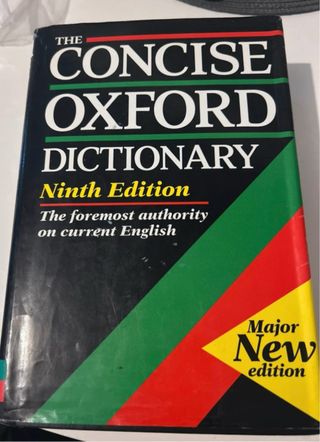 THE
CONCISE
OXFORD
DICTIONARY
Ninth Edition
The foremost authority
on current English
Major
New
edition